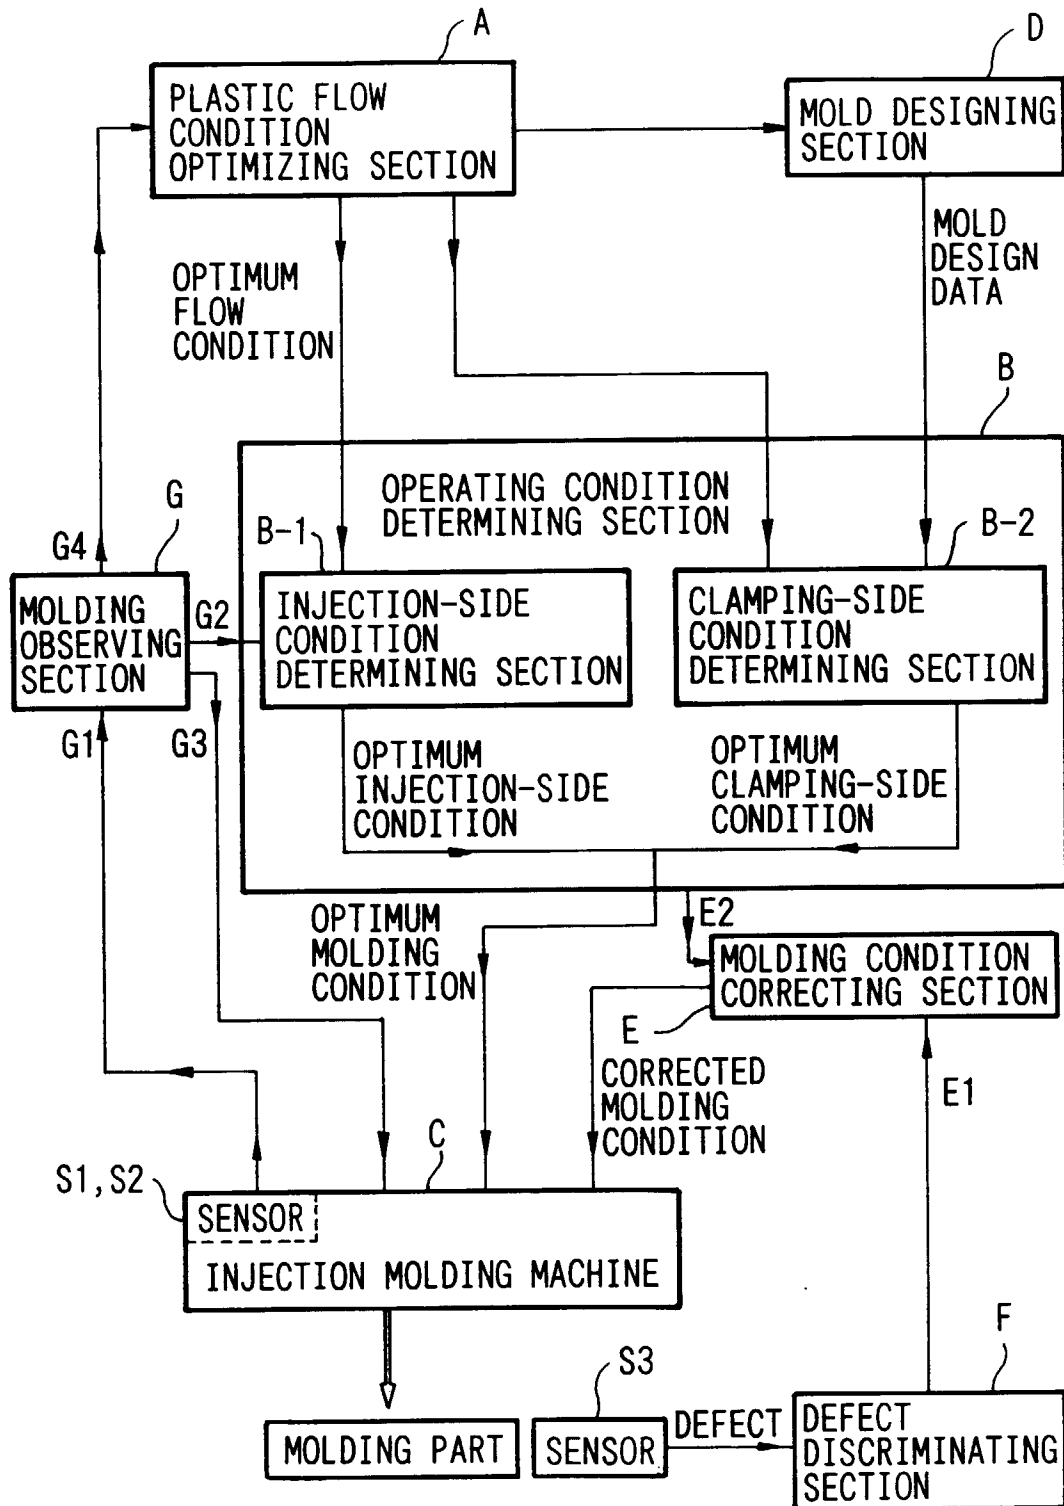 A
PLASTIC FLOW
CONDITION
OPTIMIZING SECTION
D
MOLD DESIGNING
SECTION
OPTIMUM
FLOW
CONDITION
MOLD
DESIGN
DATA
B
OPERATING CONDITION
DETERMINING SECTION
G
G4
MOLDING
OBSERVING
SECTION
G2
G1
G3
B-1
INJECTION-SIDE
CONDITION
DETERMINING SECTION
B-2
CLAMPING-SIDE
CONDITION
DETERMINING SECTION
OPTIMUM
INJECTION-SIDE
CONDITION
OPTIMUM
CLAMPING-SIDE
CONDITION
OPTIMUM
MOLDING
CONDITION
E2
MOLDING CONDITION
CORRECTING SECTION
E
CORRECTED
MOLDING
CONDITION
E1
C
S1,S2
SENSOR
INJECTION MOLDING MACHINE
MOLDING PART
S3
SENSOR
DEFECT
F
DEFECT
DISCRIMINATING
SECTION